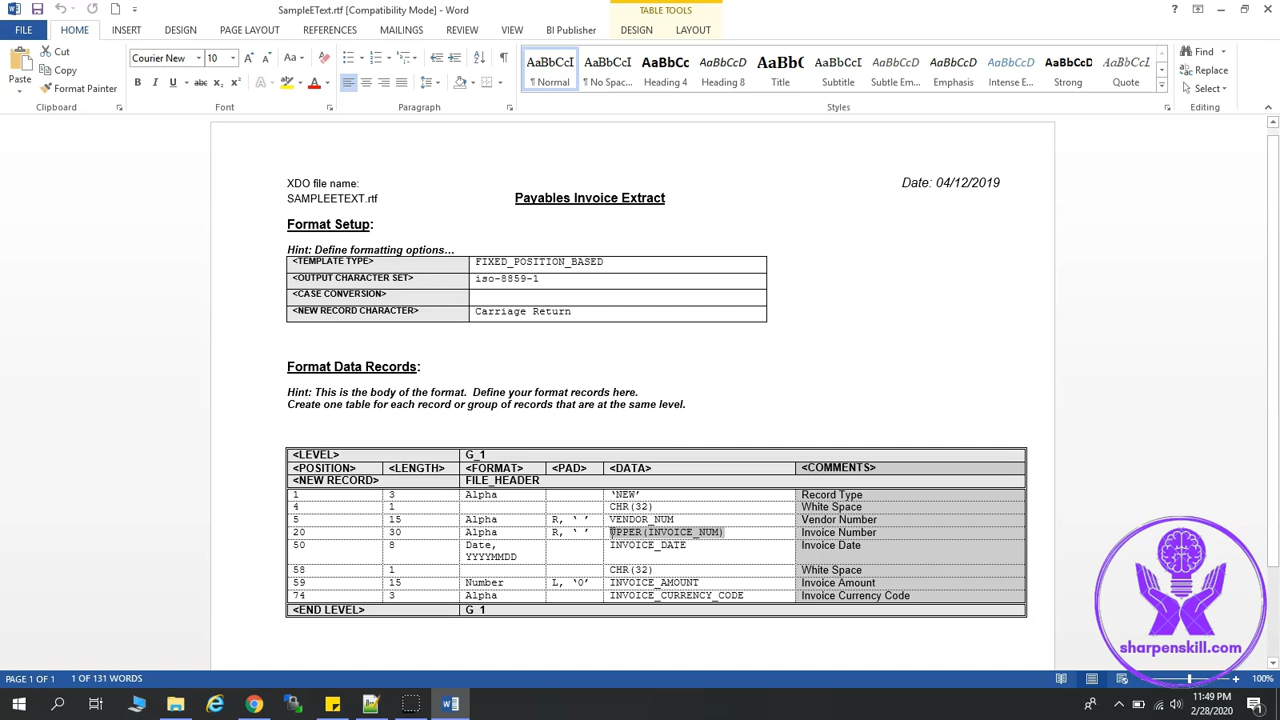 SampleEText.rtf [Compatibility Mode] - Word
TABLE TOOLS
FILE HOME INSERT DESIGN PAGE LAYOUT REFERENCES MAILINGS REVIEW VIEW BI Publisher DESIGN LAYOUT
Paste
Cut
Copy
Format Painter
Clipboard
Courier New 10
Font
Paragraph
AaBbCcI AaBbCcI AaBbCc AaBbCcD AaBbC AaBbCcI AaBbCcD AaBbCcD AaBbCcD AaBbCcD AaBbCcD
¶ Normal ¶ No Spac... Heading 4 Heading 8 Title Subtitle Subtle Em... Emphasis Intense E... Strong Quote
Styles
Find
Replace
Select
Editing
XDO file name:
SAMPLEETEXT.rtf
Payables Invoice Extract
Date: 04/12/2019
Format Setup:
Hint: Define formatting options…
<TEMPLATE TYPE> FIXED_POSITION_BASED
<OUTPUT CHARACTER SET> iso-8859-1
<CASE CONVERSION>
<NEW RECORD CHARACTER> Carriage Return
Format Data Records:
Hint: This is the body of the format. Define your format records here.
Create one table for each record or group of records that are at the same level.
<LEVEL> G_1
<POSITION> <LENGTH> <FORMAT> <PAD> <DATA> <COMMENTS>
<NEW RECORD> FILE_HEADER
1 3 Alpha ‘NEW’ Record Type
4 1 CHR(32) White Space
5 15 Alpha R, ‘ ’ VENDOR_NUM Vendor Number
20 30 Alpha R, ‘ ’ UPPER(INVOICE_NUM) Invoice Number
50 8 Date, YYYYMMDD INVOICE_DATE Invoice Date
58 1 CHR(32) White Space
59 15 Number L, ‘0’ INVOICE_AMOUNT Invoice Amount
74 3 Alpha INVOICE_CURRENCY_CODE Invoice Currency Code
<END LEVEL> G_1
sharpenskill.com
PAGE 1 OF 1 1 OF 131 WORDS 100%
11:49 PM
2/28/2020